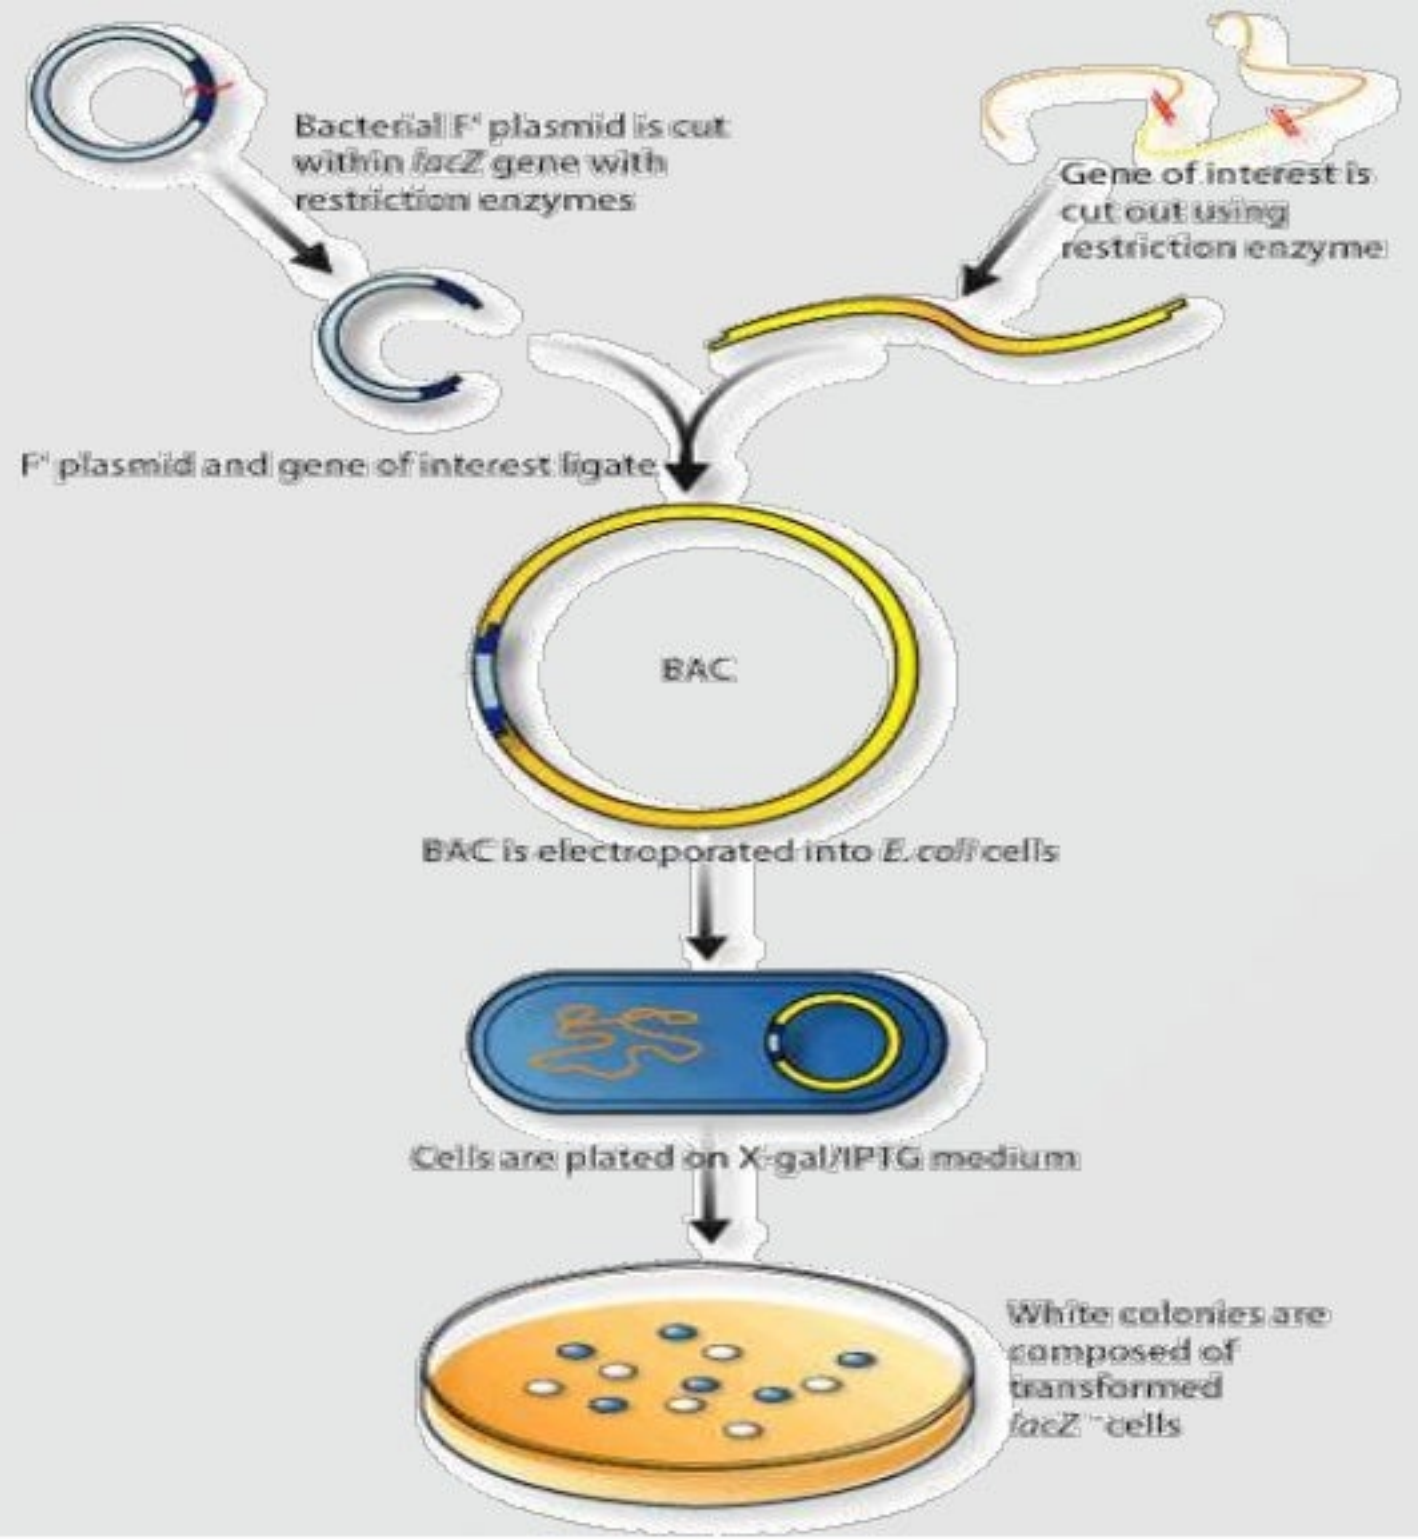 Bacterial F' plasmid is cut
within lacZ gene with
restriction enzymes
Gene of interest is
cut out using
restriction enzyme
F' plasmid and gene of interest ligate
BAC
BAC is electroporated into E. coli cells
Cells are plated on X-gal/IPTG medium
White colonies are
composed of
transformed
lacZ⁻ cells